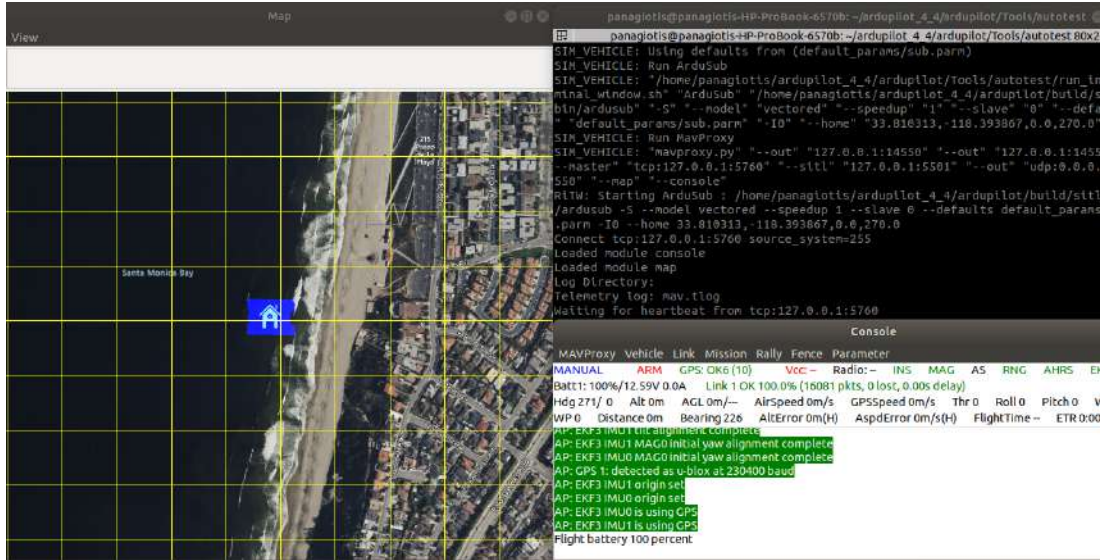 Map
View
215
Santa Monica Bay
panagiotis@panagiotis-HP-ProBook-6570b: ~/ardupilot_4_4/ardupilot/Tools/autotest
panagiotis@panagiotis-HP-ProBook-6570b: ~/ardupilot_4_4/ardupilot/Tools/autotest 80x2
SIM_VEHICLE: Using defaults from (default_params/sub.parm)
SIM_VEHICLE: Run ArduSub
SIM_VEHICLE: "/home/panagiotis/ardupilot_4_4/ardupilot/Tools/autotest/run_in
minal_window.sh" "ArduSub" "/home/panagiotis/ardupilot_4_4/ardupilot/build/s
bin/ardusub" "-S" "--model" "vectored" "--speedup" "1" "--slave" "0" "--defa
" "default_params/sub.parm" "-I0" "--home" "33.810313,-118.393867,0.0,270.0"
SIM_VEHICLE: Run MavProxy
SIM_VEHICLE: "mavproxy.py" "--out" "127.0.0.1:14550" "--out" "127.0.0.1:1455
--master" "tcp:127.0.0.1:5760" "--sitl" "127.0.0.1:5501" "--out" "udp:0.0.0.
550" "--map" "--console"
RiTW: Starting ArduSub : /home/panagiotis/ardupilot_4_4/ardupilot/build/sitl
/ardusub -S --model vectored --speedup 1 --slave 0 --defaults default_params
.parm -I0 --home 33.810313,-118.393867,0.0,270.0
Connect tcp:127.0.0.1:5760 source_system=255
Loaded module console
Loaded module map
Log Directory:
Telemetry log: mav.tlog
Waiting for heartbeat from tcp:127.0.0.1:5760
Console
MAVProxy Vehicle Link Mission Rally Fence Parameter
MANUAL ARM GPS: OK6 (10) Vcc: -- Radio: -- INS MAG AS RNG AHRS EK
Batt1: 100%/12.59V 0.0A Link 1 OK 100.0% (16081 pkts, 0 lost, 0.00s delay)
Hdg 271/ 0 Alt 0m AGL 0m/--- AirSpeed 0m/s GPSSpeed 0m/s Thr 0 Roll 0 Pitch 0 W
WP 0 Distance 0m Bearing 226 AltError 0m(H) AspdError 0m/s(H) FlightTime -- ETR 0:00
AP: EKF3 IMU1 tilt alignment complete
AP: EKF3 IMU1 MAG0 initial yaw alignment complete
AP: EKF3 IMU0 MAG0 initial yaw alignment complete
AP: GPS 1: detected as u-blox at 230400 baud
AP: EKF3 IMU1 origin set
AP: EKF3 IMU0 origin set
AP: EKF3 IMU0 is using GPS
AP: EKF3 IMU1 is using GPS
Flight battery 100 percent